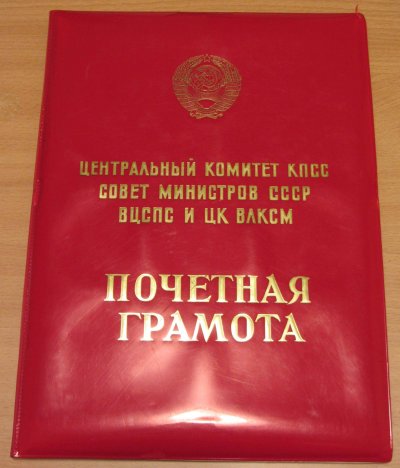 ЦЕНТРАЛЬНЫЙ КОМИТЕТ КПСС
СОВЕТ МИНИСТРОВ СССР
ВЦСПС И ЦК ВЛКСМ
ПОЧЕТНАЯ
ГРАМОТА